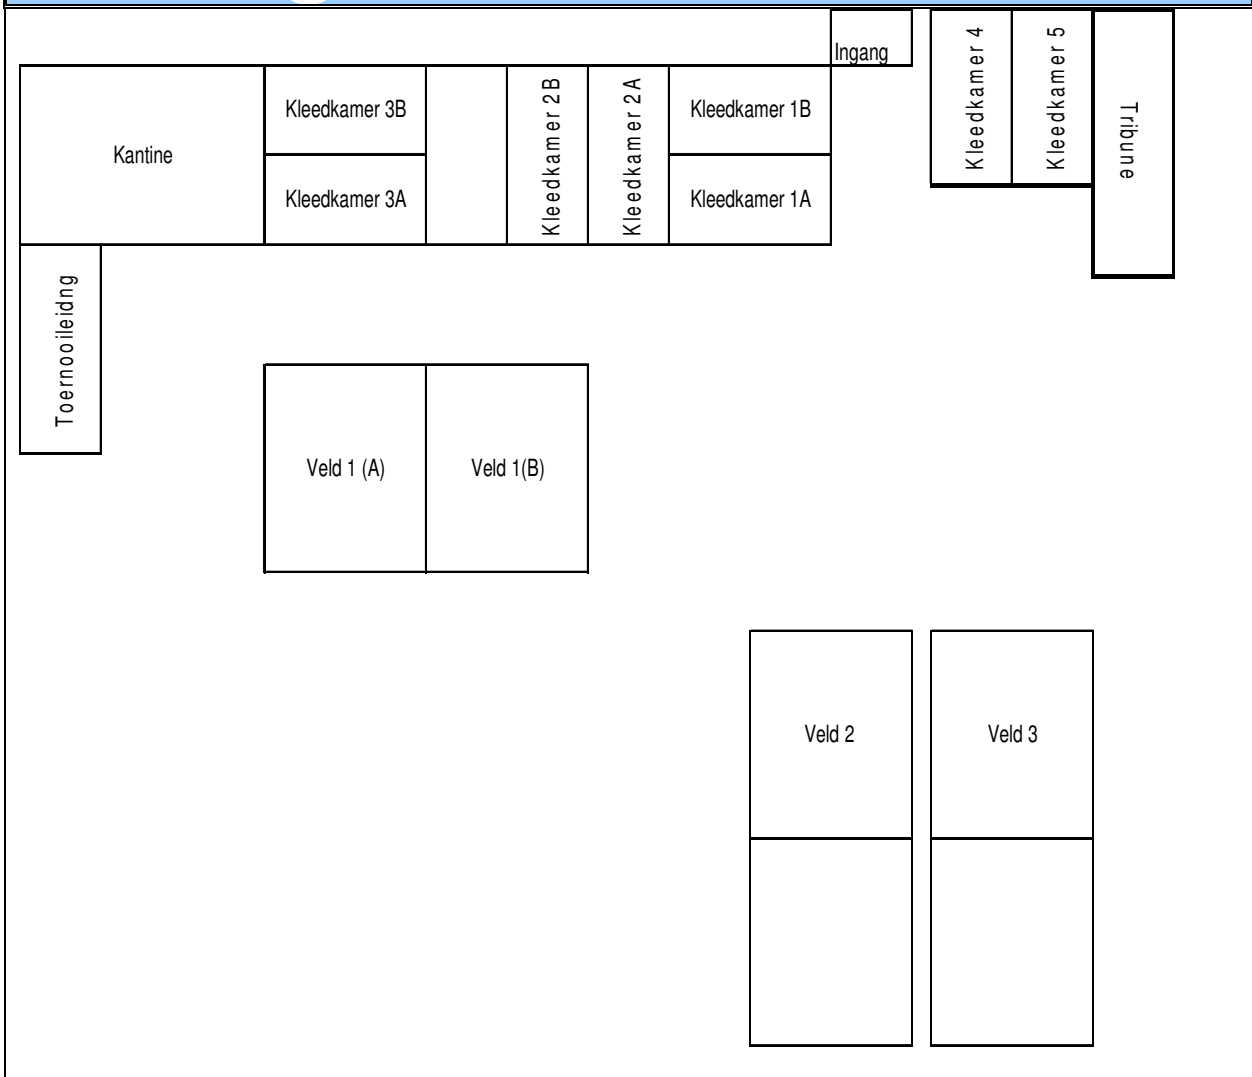 Ingang
Kleedkamer 4
Kleedkamer 5
Tribune
Kantine
Kleedkamer 3B
Kleedkamer 2B
Kleedkamer 2A
Kleedkamer 1B
Kleedkamer 3A
Kleedkamer 1A
Toernooileidng
Veld 1 (A)
Veld 1(B)
Veld 2
Veld 3